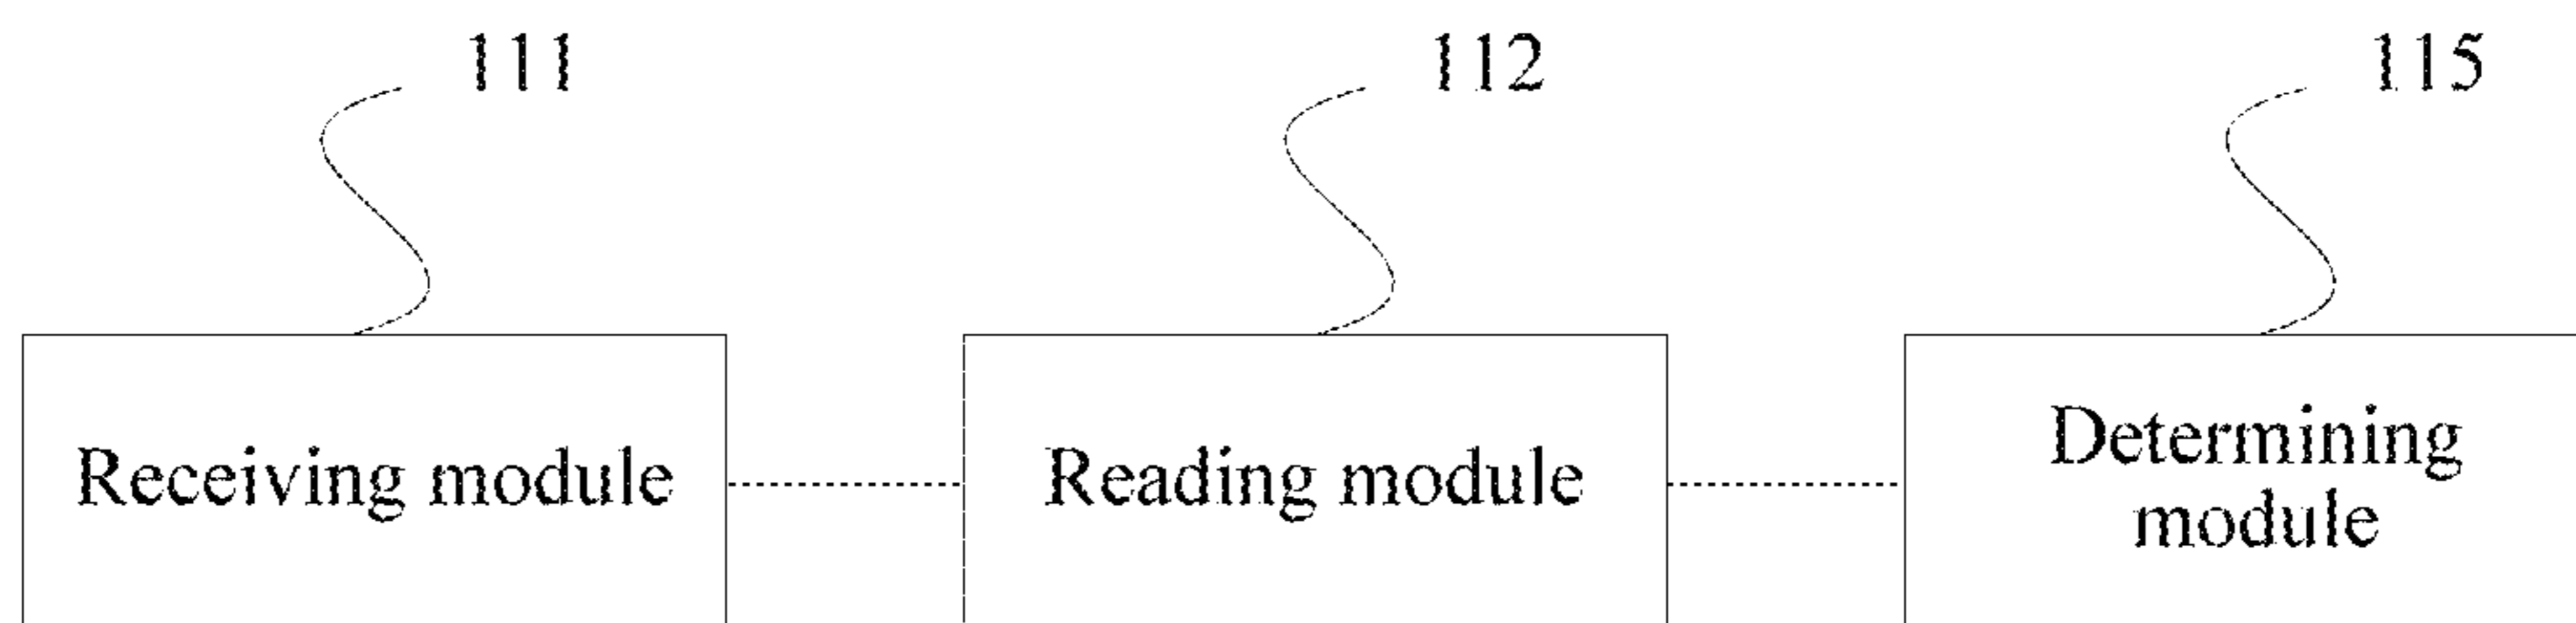 111
112
115
Receiving module
Reading module
Determining
module